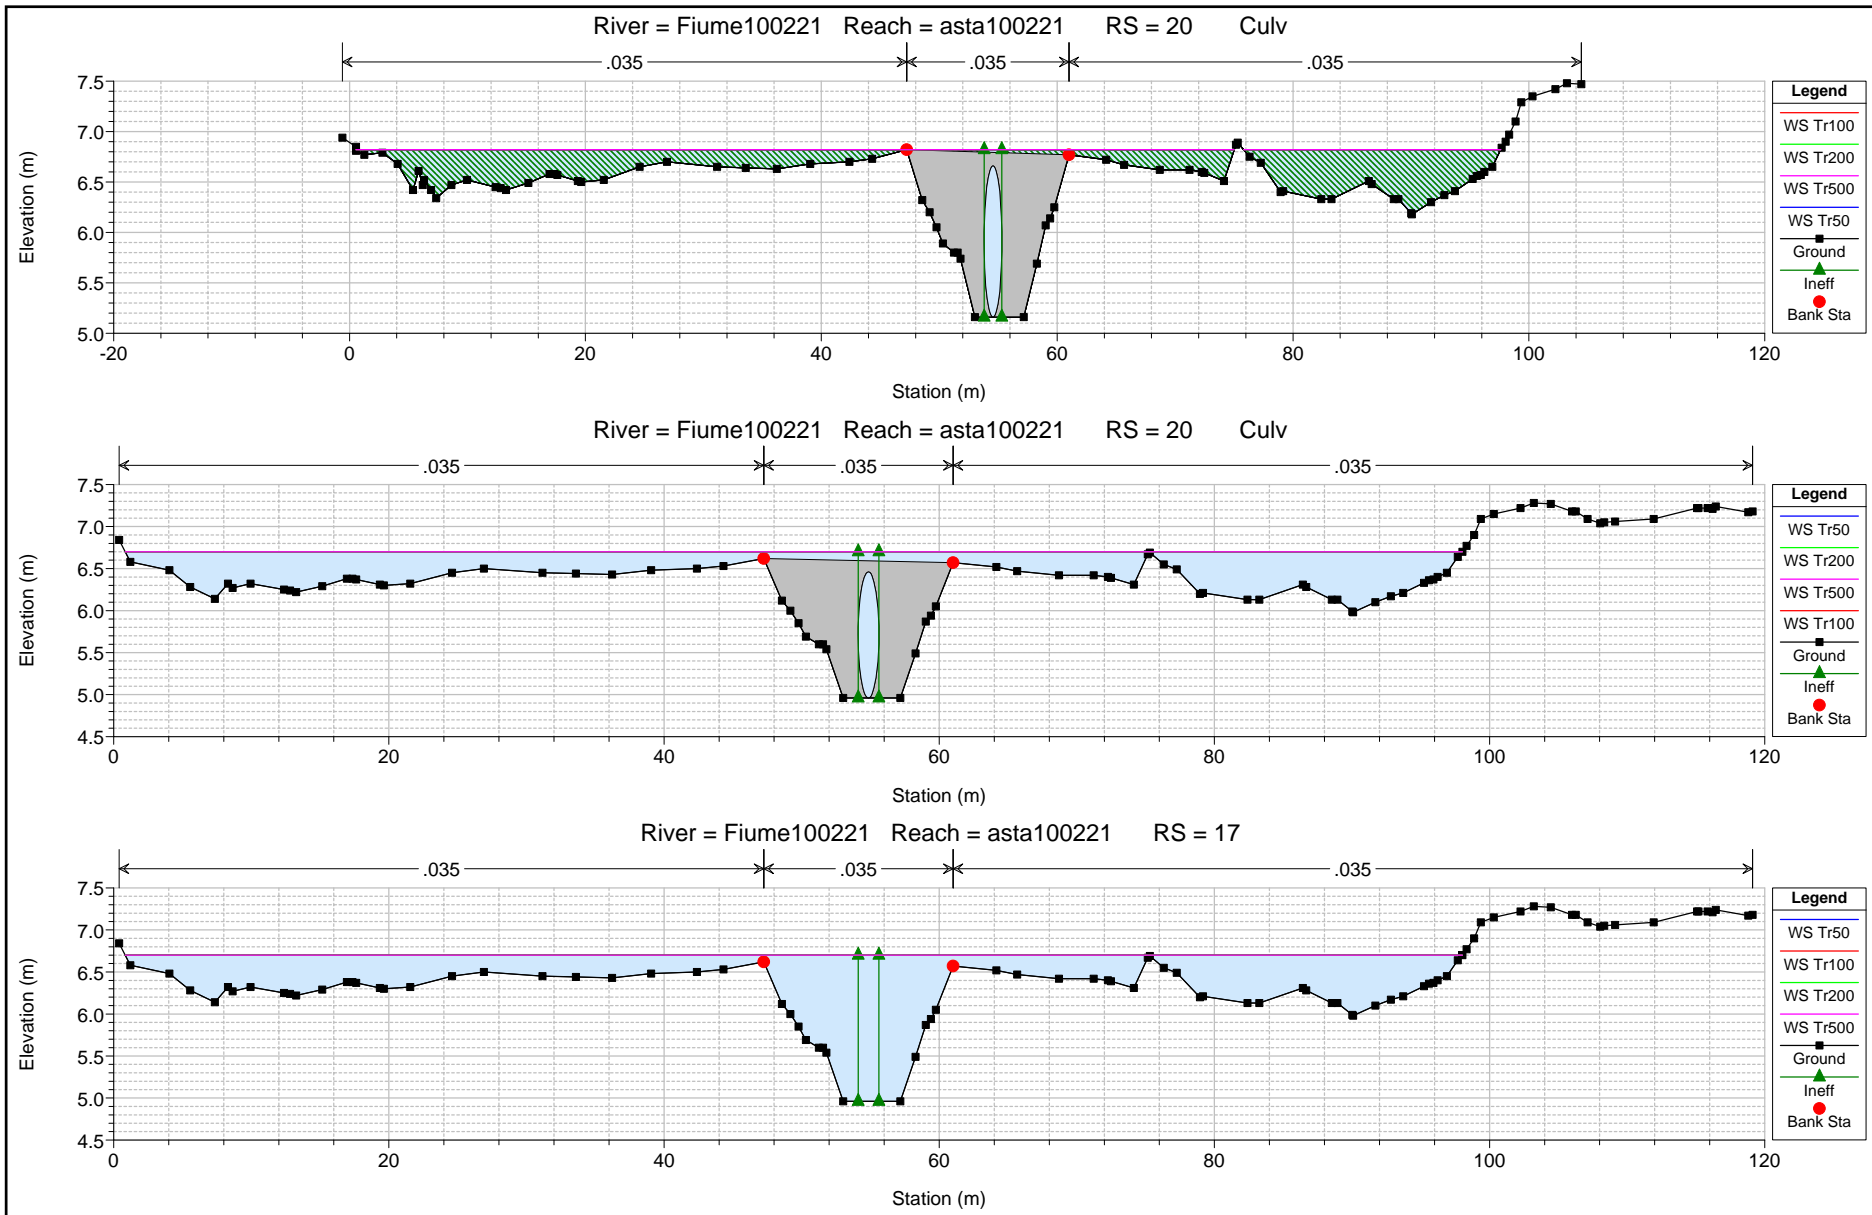 River = Fiume100221 Reach = asta100221 RS = 20 Culv
.035 .035 .035
7.5
7.0
6.5
6.0
5.5
5.0
Elevation (m)
-20 0 20 40 60 80 100 120
Station (m)
Legend
WS Tr100
WS Tr200
WS Tr500
WS Tr50
Ground
Ineff
Bank Sta
River = Fiume100221 Reach = asta100221 RS = 20 Culv
.035 .035 .035
7.5
7.0
6.5
6.0
5.5
5.0
4.5
Elevation (m)
0 20 40 60 80 100 120
Station (m)
Legend
WS Tr50
WS Tr200
WS Tr500
WS Tr100
Ground
Ineff
Bank Sta
River = Fiume100221 Reach = asta100221 RS = 17
.035 .035 .035
7.5
7.0
6.5
6.0
5.5
5.0
4.5
Elevation (m)
0 20 40 60 80 100 120
Station (m)
Legend
WS Tr50
WS Tr100
WS Tr200
WS Tr500
Ground
Ineff
Bank Sta